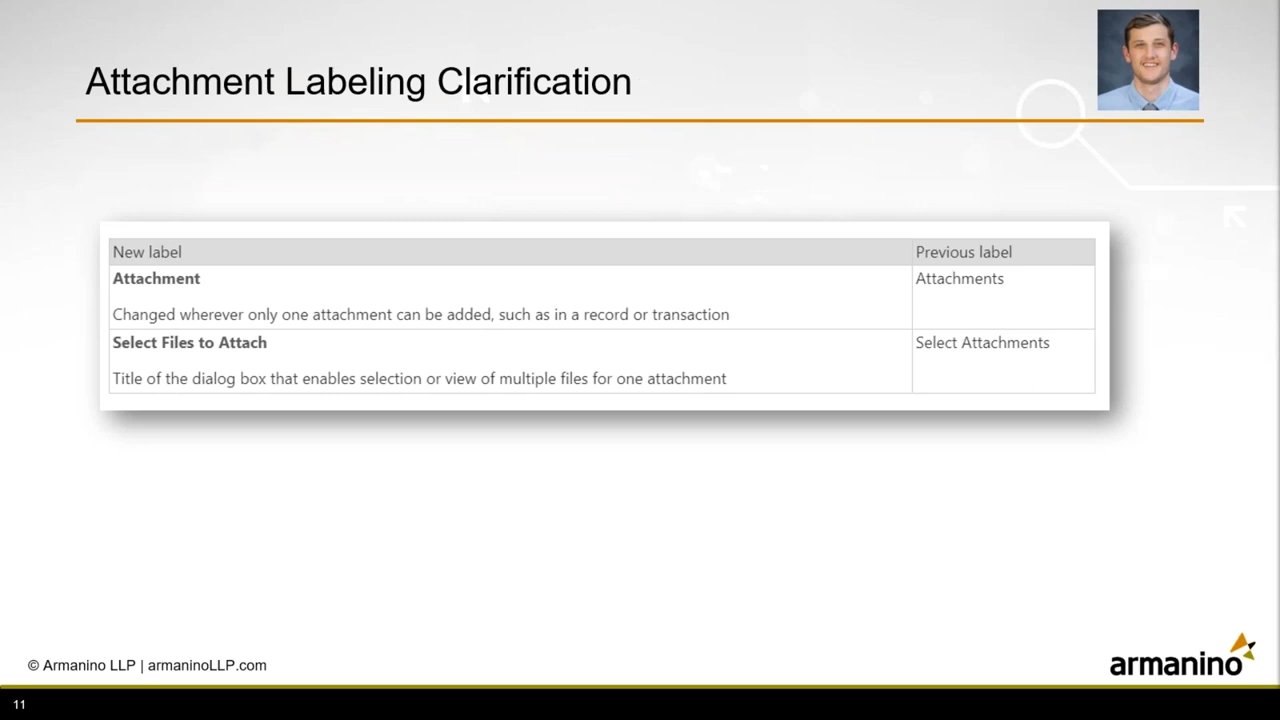 Attachment Labeling Clarification
New label Previous label
Attachment Attachments
Changed wherever only one attachment can be added, such as in a record or transaction
Select Files to Attach Select Attachments
Title of the dialog box that enables selection or view of multiple files for one attachment
© Armanino LLP | armaninoLLP.com
armanino
11